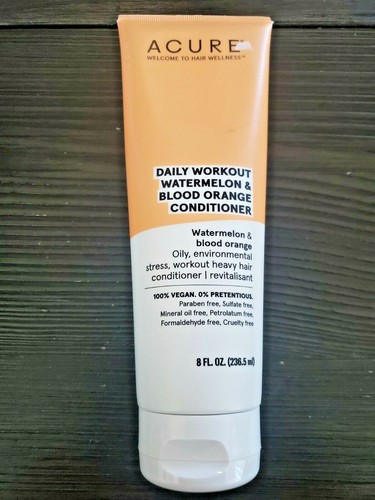 ACURE
WELCOME TO HAIR WELLNESS™
DAILY WORKOUT
WATERMELON &
BLOOD ORANGE
CONDITIONER
Watermelon &
blood orange
Oily, environmental
stress, workout heavy hair
conditioner | revitalisant
100% VEGAN. 0% PRETENTIOUS.
Paraben free, Sulfate free,
Mineral oil free, Petrolatum free,
Formaldehyde free, Cruelty free
8 FL. OZ. (236.5 ml)